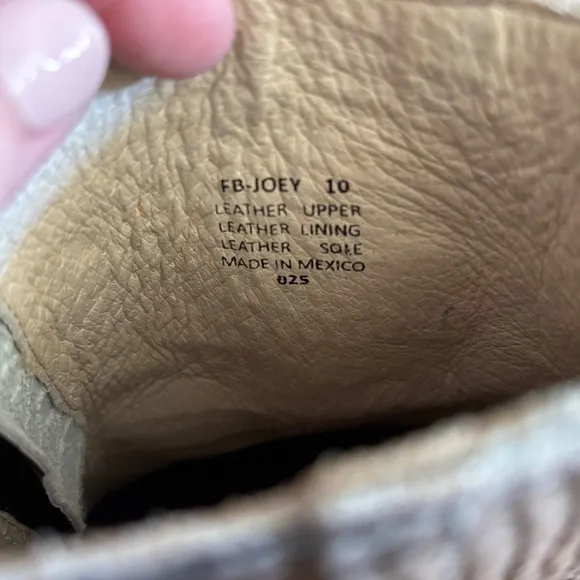 FB-JOEY 10
LEATHER UPPER
LEATHER LINING
LEATHER SOLE
MADE IN MEXICO
025